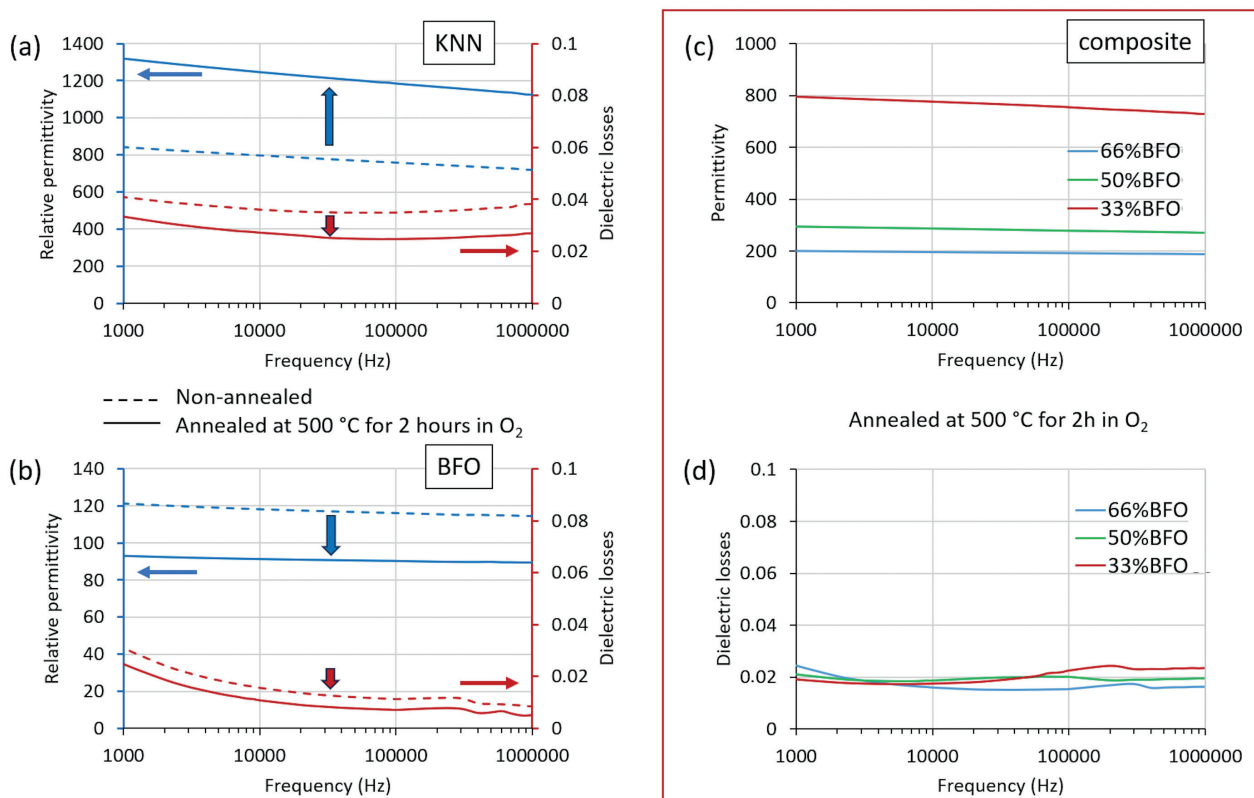 (a)
KNN
1400
1200
1000
800
600
400
200
0
Relative permittivity
0.1
0.08
0.06
0.04
0.02
0
Dielectric losses
1000
10000
100000
1000000
Frequency (Hz)
Non-annealed
Annealed at 500 °C for 2 hours in O₂
(b)
BFO
140
120
100
80
60
40
20
0
Relative permittivity
0.1
0.08
0.06
0.04
0.02
0
Dielectric losses
1000
10000
100000
1000000
Frequency (Hz)
(c)
composite
1000
800
600
400
200
0
Permittivity
66%BFO
50%BFO
33%BFO
1000
10000
100000
1000000
Frequency (Hz)
Annealed at 500 °C for 2h in O₂
(d)
0.1
0.08
0.06
0.04
0.02
0
Dielectric losses
66%BFO
50%BFO
33%BFO
1000
10000
100000
1000000
Frequency (Hz)